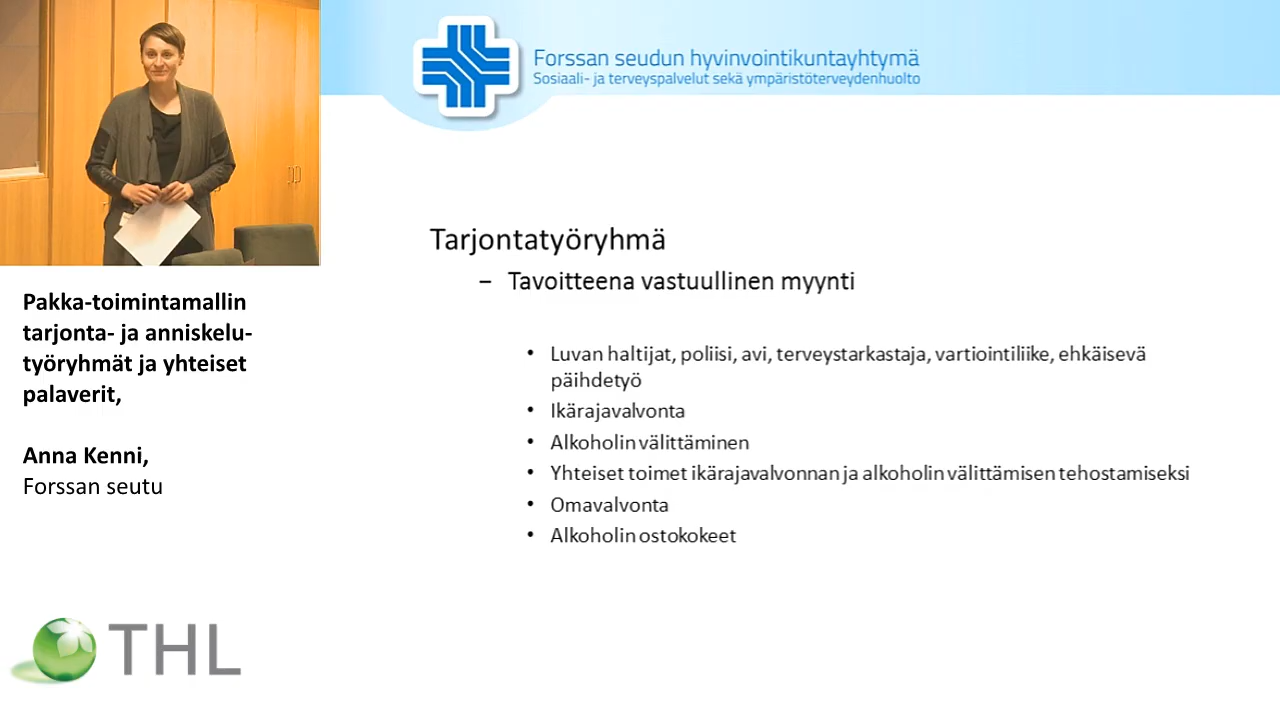 Forssan seudun hyvinvointikuntayhtymä
Sosiaali- ja terveyspalvelut sekä ympäristöterveydenhuolto
Tarjontatyöryhmä
– Tavoitteena vastuullinen myynti
• Luvan haltijat, poliisi, avi, terveystarkastaja, vartiointiliike, ehkäisevä
päihdetyö
• Ikärajavalvonta
• Alkoholin välittäminen
• Yhteiset toimet ikärajavalvonnan ja alkoholin välittämisen tehostamiseksi
• Omavalvonta
• Alkoholin ostokokeet
Pakka-toimintamallin
tarjonta- ja anniskelu-
työryhmät ja yhteiset
palaverit,
Anna Kenni,
Forssan seutu
THL